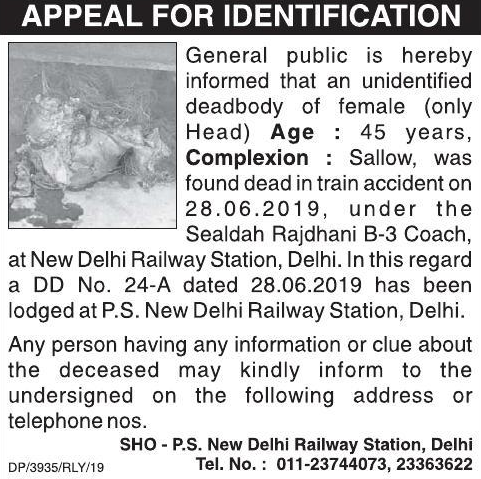 APPEAL FOR IDENTIFICATION
General public is hereby
informed that an unidentified
deadbody of female (only
Head) Age : 45 years,
Complexion : Sallow, was
found dead in train accident on
28.06.2019, under the
Sealdah Rajdhani B-3 Coach,
at New Delhi Railway Station, Delhi. In this regard
a DD No. 24-A dated 28.06.2019 has been
lodged at P.S. New Delhi Railway Station, Delhi.
Any person having any information or clue about
the deceased may kindly inform to the
undersigned on the following address or
telephone nos.
SHO - P.S. New Delhi Railway Station, Delhi
DP/3935/RLY/19 Tel. No. : 011-23744073, 23363622